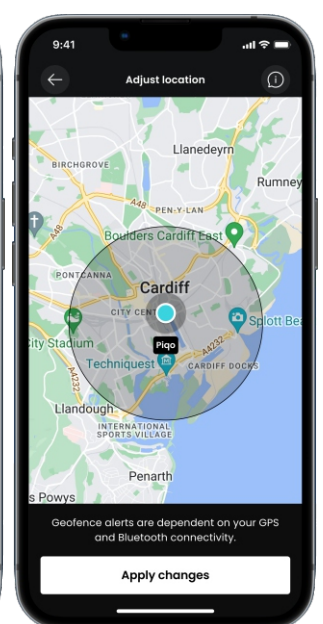 9:41
Adjust location
Llanedeyrn
BIRCHGROVE
Rumney
A48
PEN-Y-LAN
A48
Boulders Cardiff East
PONTCANNA
Cardiff
CITY CENT
Splott Bea
City Stadium
Piqo
A4232
Techniquest
CARDIFF DOCKS
A4232
Llandough
INTERNATIONAL
SPORTS VILLAGE
Penarth
s Powys
Geofence alerts are dependent on your GPS
and Bluetooth connectivity.
Apply changes